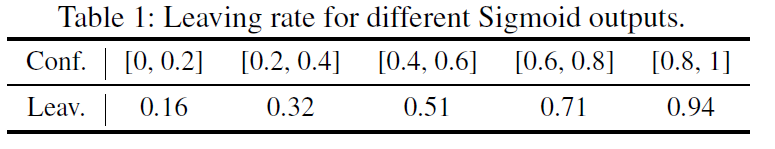 Table 1: Leaving rate for different Sigmoid outputs.
Conf. [0, 0.2] [0.2, 0.4] [0.4, 0.6] [0.6, 0.8] [0.8, 1]
Leav. 0.16 0.32 0.51 0.71 0.94